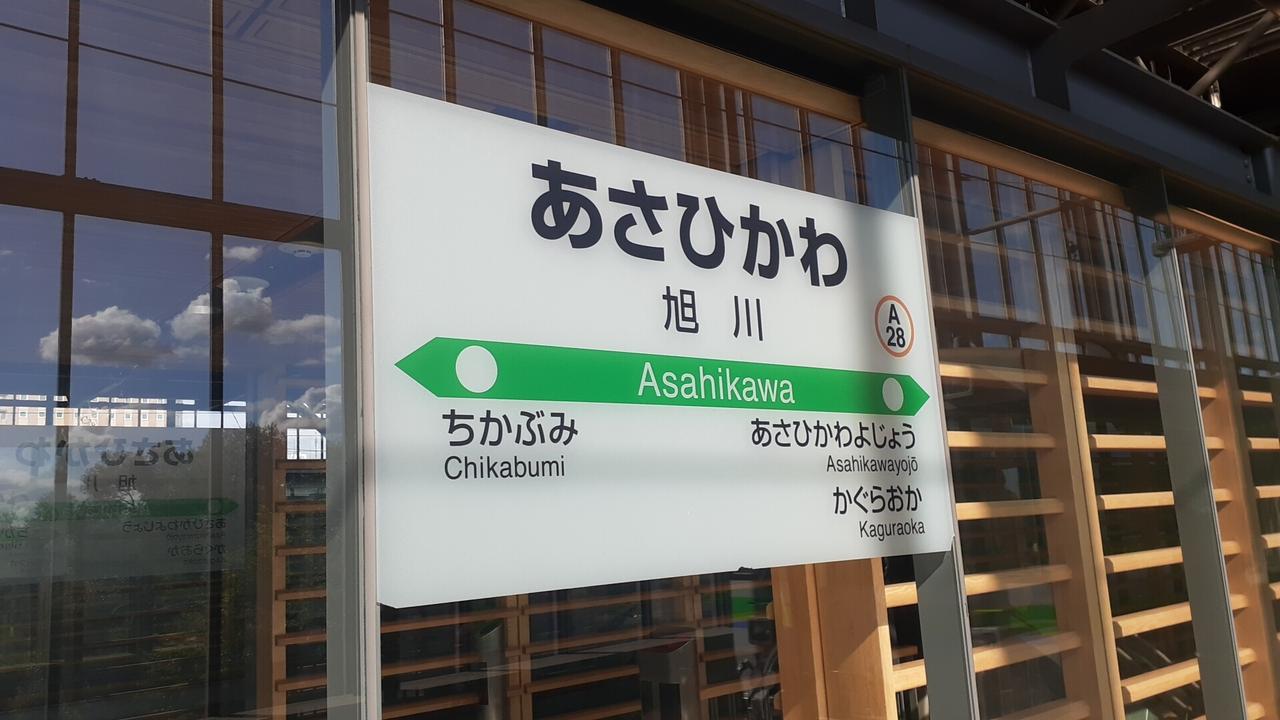 あさひかわ
旭川
A
28
Asahikawa
ちかぶみ
Chikabumi
あさひかわよじょう
Asahikawayojō
かぐらおか
Kaguraoka